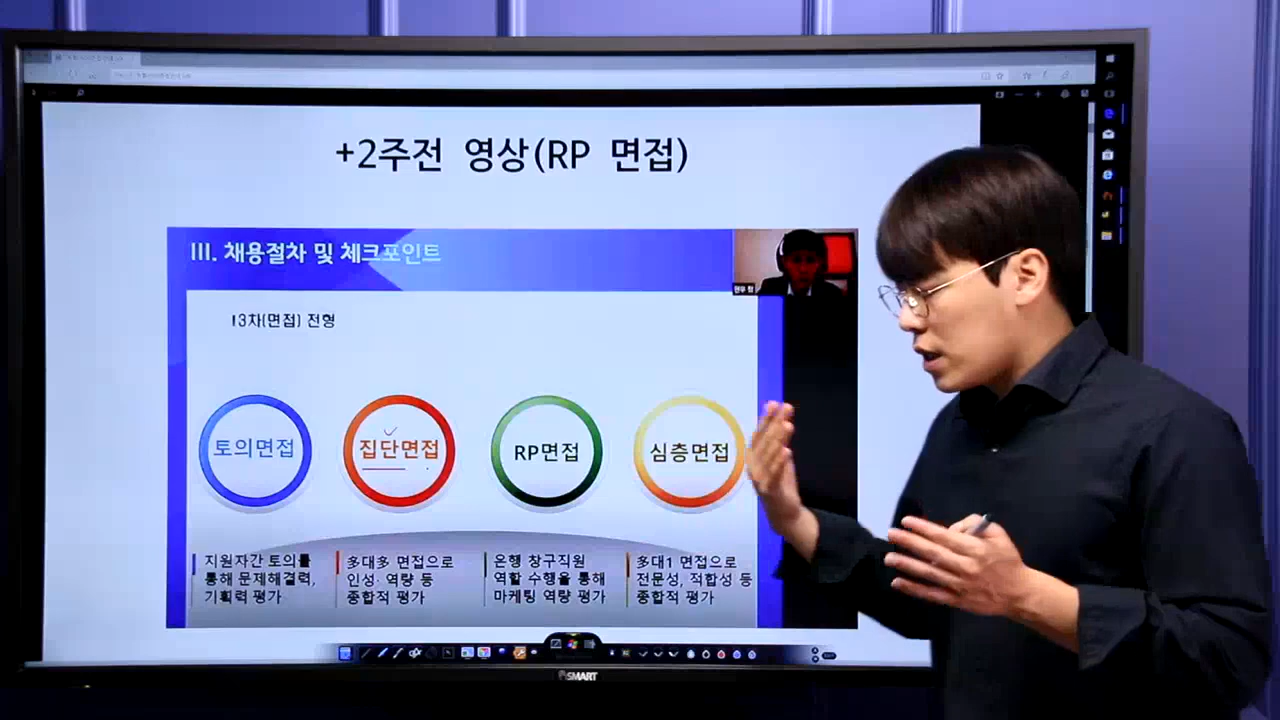 +2주전 영상(RP 면접)
III. 채용절차 및 체크포인트
3차(면접) 전형
토의면접
집단면접
RP면접
심층면접
지원자간 토의를
통해 문제해결력,
기획력 평가
多대多 면접으로
인성· 역량 등
종합적 평가
은행 창구직원
역할 수행을 통해
마케팅 역량 평가
多대1 면접으로
전문성, 적합성 등
종합적 평가
SMART